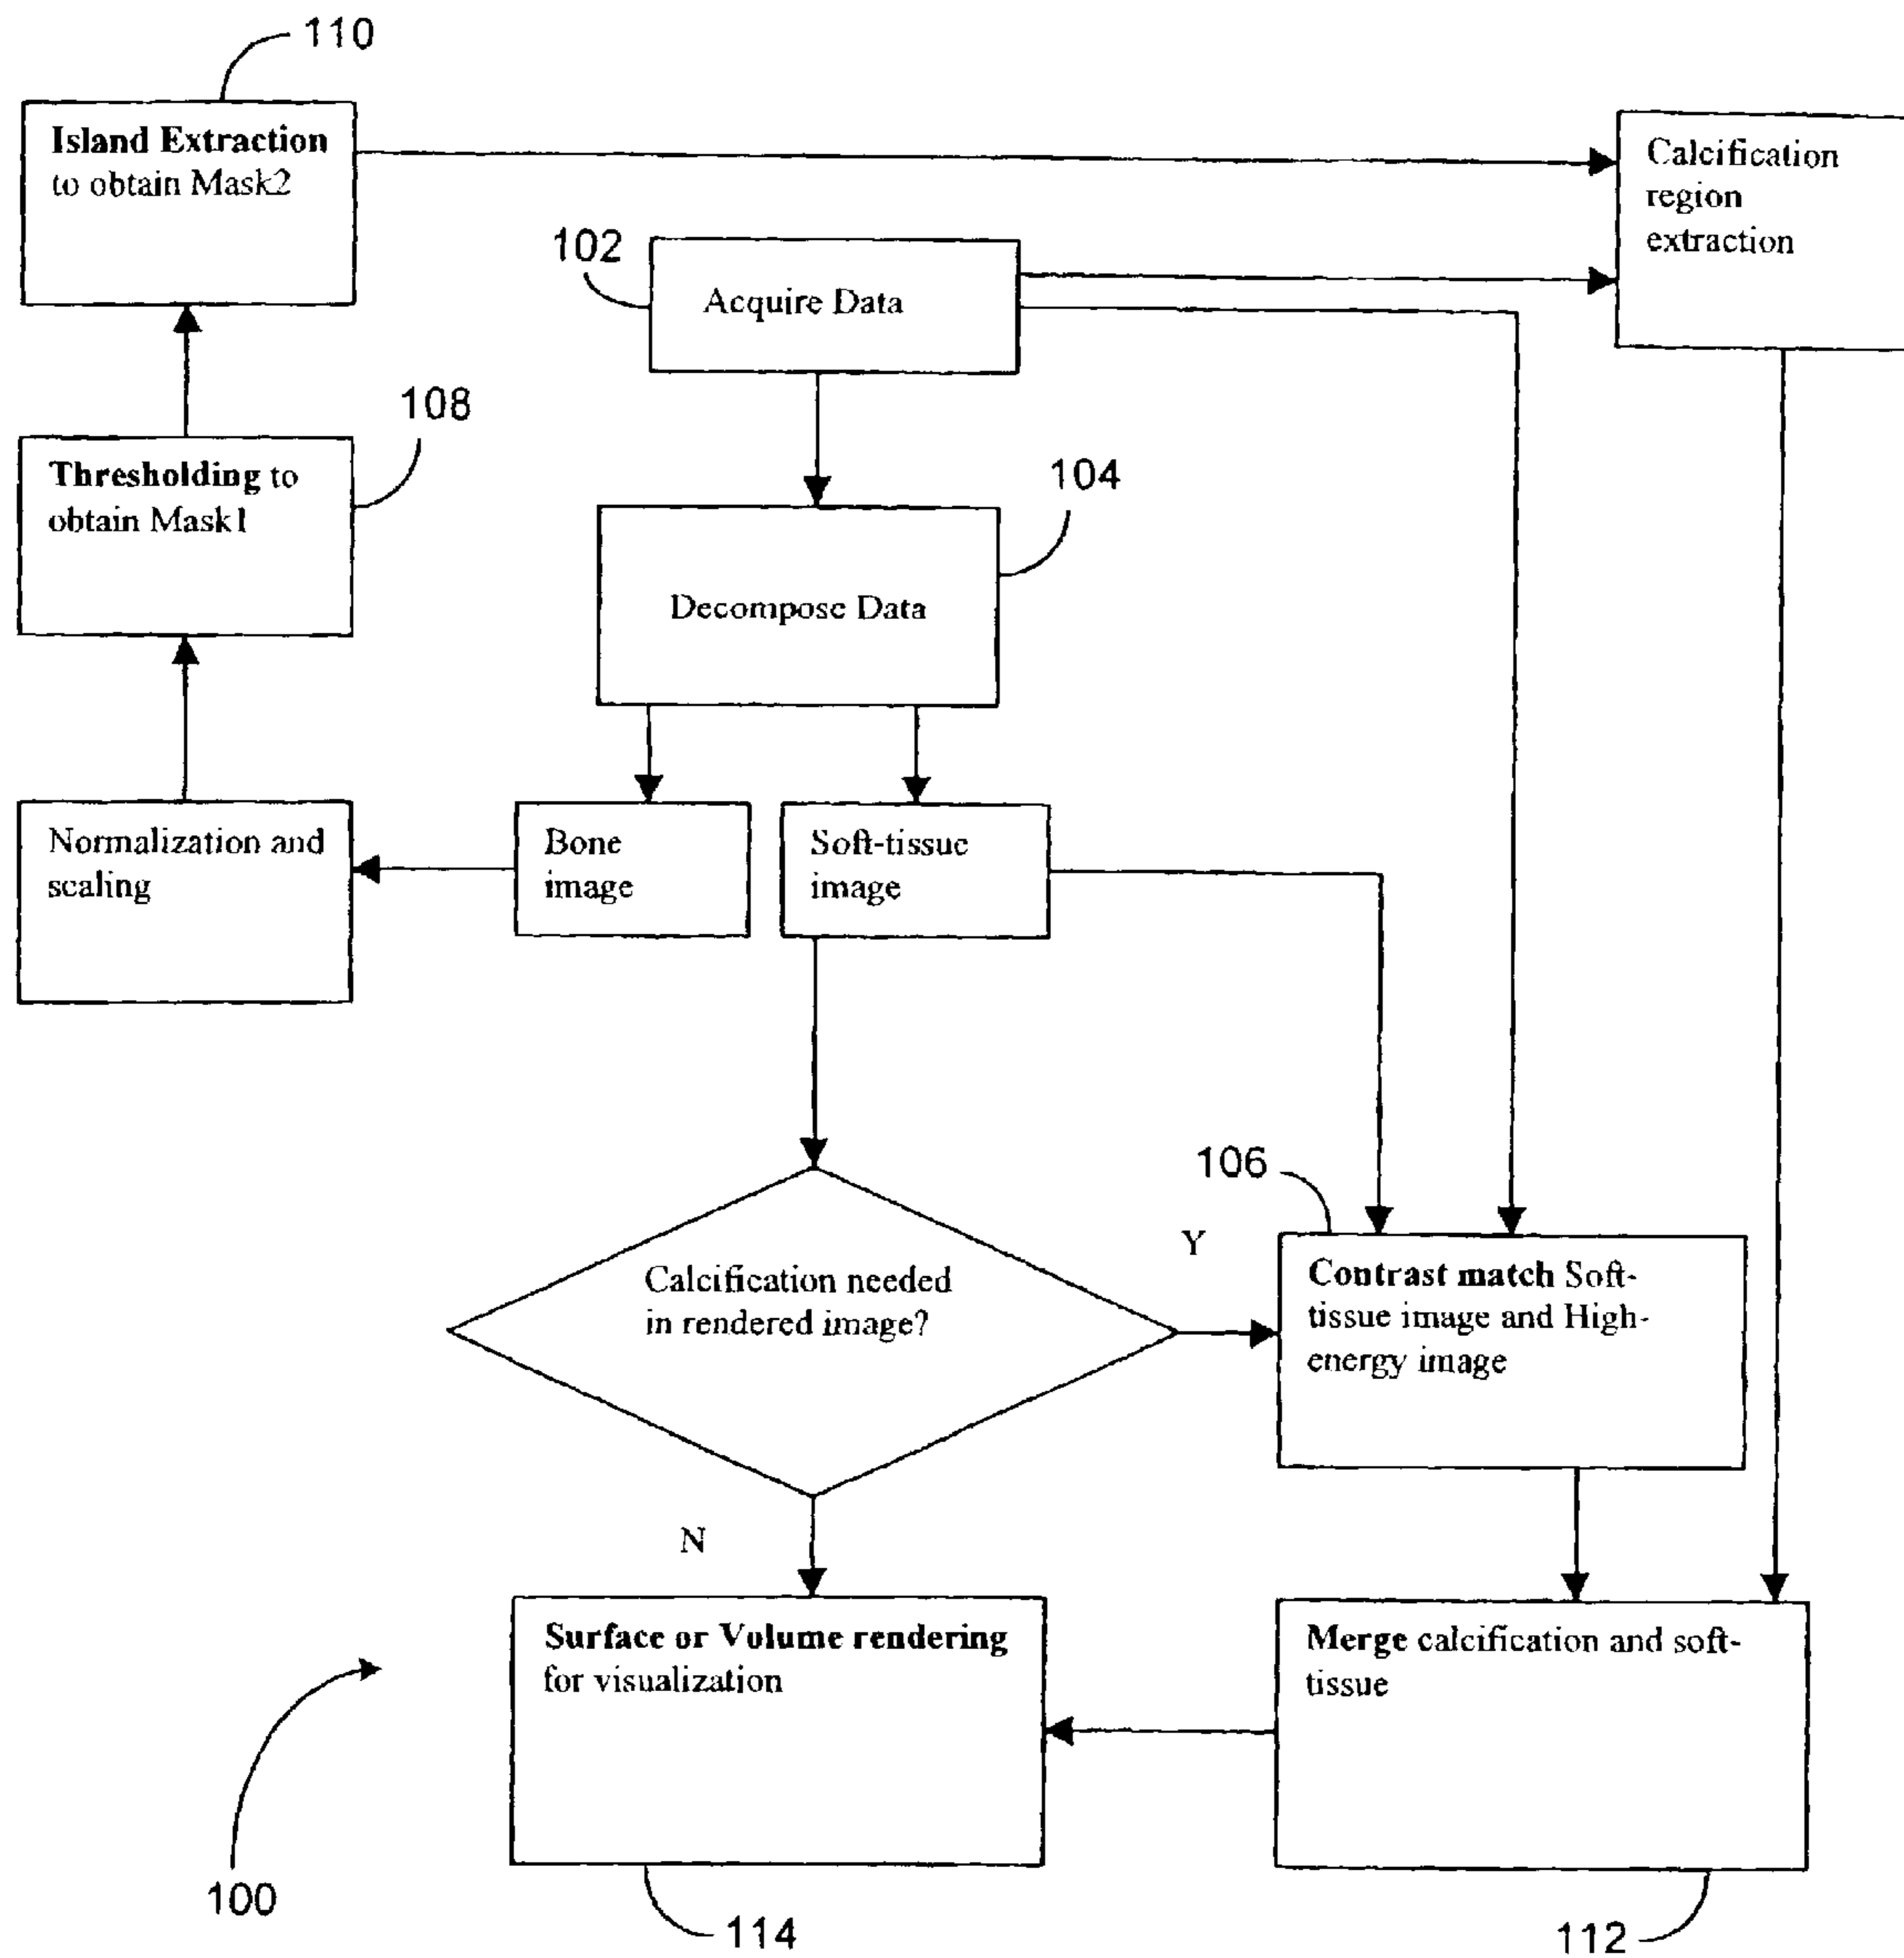 110
Island Extraction
to obtain Mask2
Calcification
region
extraction
102
Acquire Data
108
Thresholding to
obtain Mask1
104
Decompose Data
Normalization and
scaling
Bone
image
Soft-tissue
image
106
Y
Calcification needed
in rendered image?
Contrast match Soft-
tissue image and High-
energy image
N
Surface or Volume rendering
for visualization
Merge calcification and soft-
tissue
100
114
112